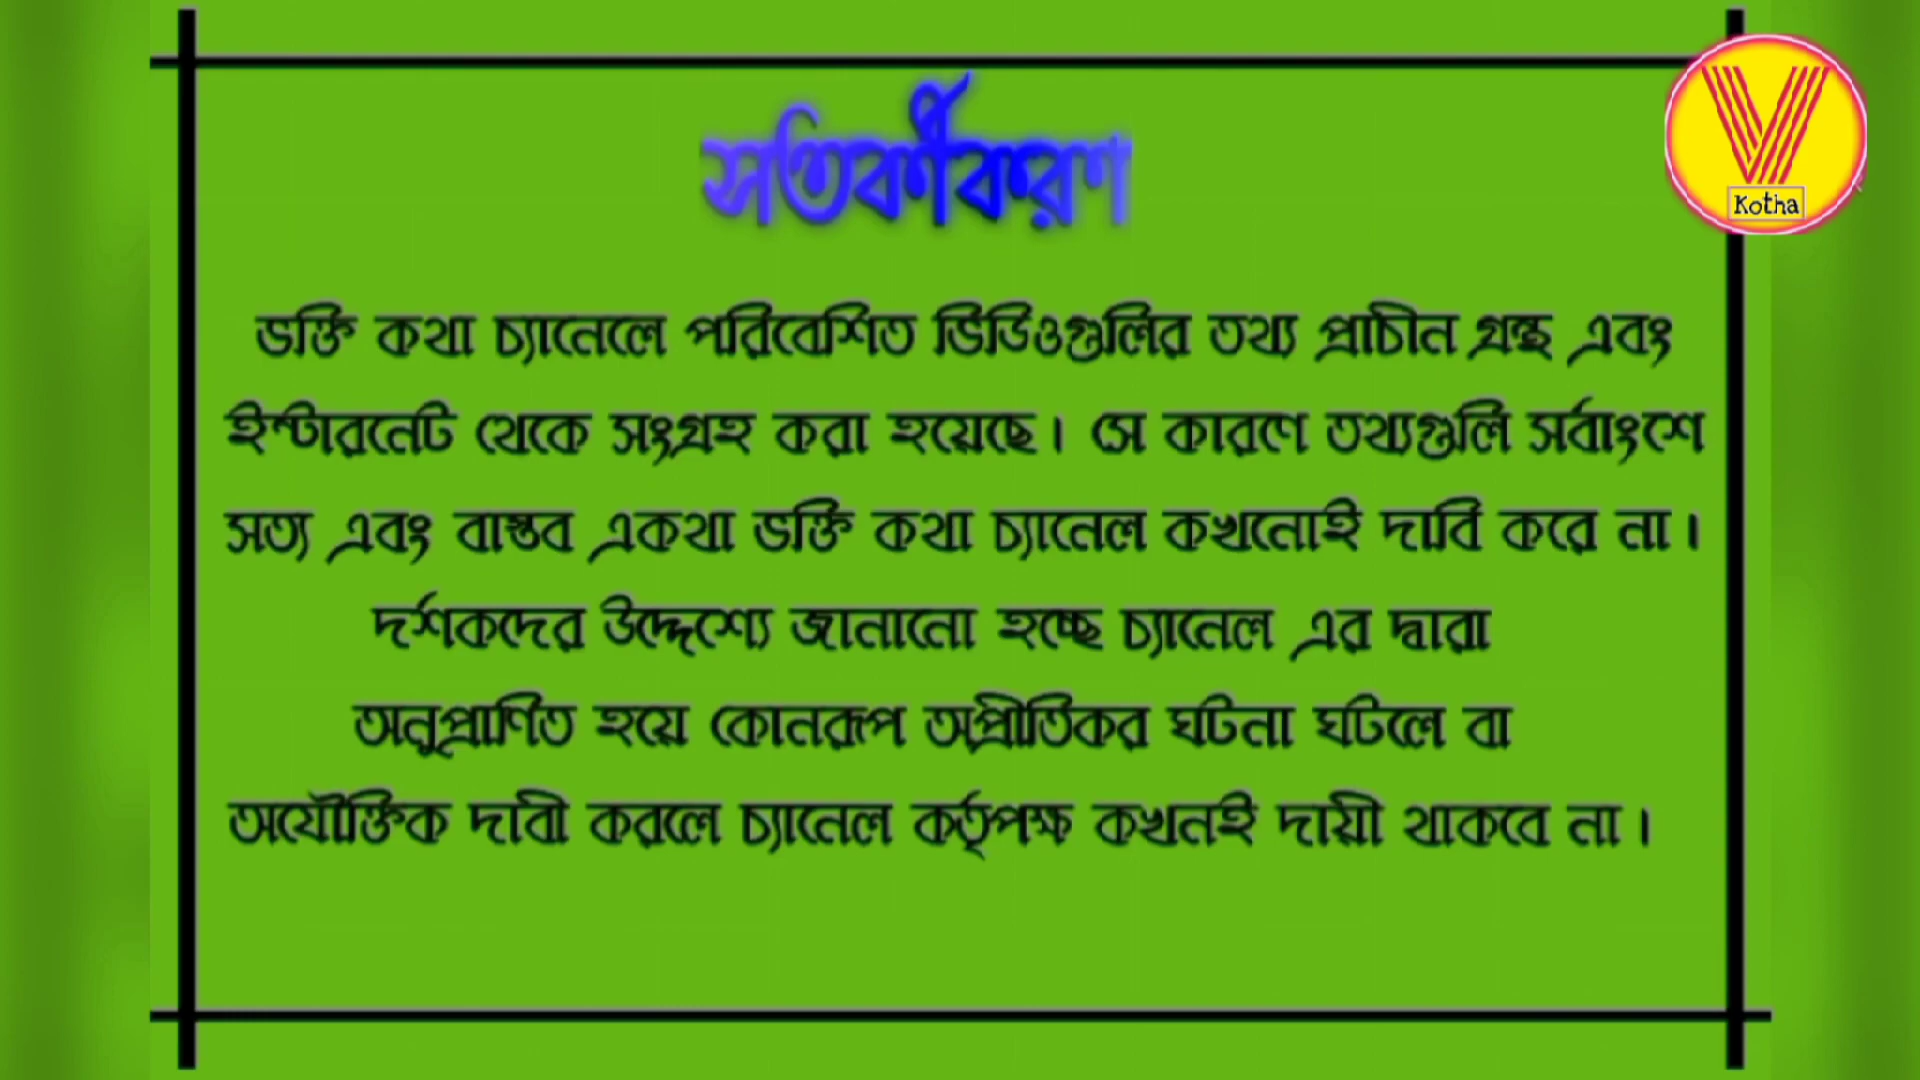 সতর্কীকরণ
Kotha
ভক্তি কথা চ্যানেলে পরিবেশিত ভিডিওগুলির তথ্য প্রাচীন গ্রন্থ এবং
ইন্টারনেট থেকে সংগ্রহ করা হয়েছে। সে কারণে তথ্যগুলি সর্বাংশে
সত্য এবং বাস্তব একথা ভক্তি কথা চ্যানেল কখনোই দাবি করে না।
দর্শকদের উদ্দেশ্যে জানানো হচ্ছে চ্যানেল এর দ্বারা
অনুপ্রাণিত হয়ে কোনরূপ অপ্রীতিকর ঘটনা ঘটলে বা
অযৌক্তিক দাবী করলে চ্যানেল কর্তৃপক্ষ কখনই দায়ী থাকবে না।